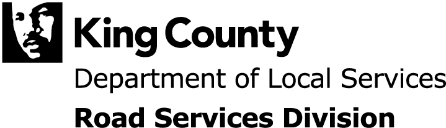 King County
Department of Local Services
Road Services Division